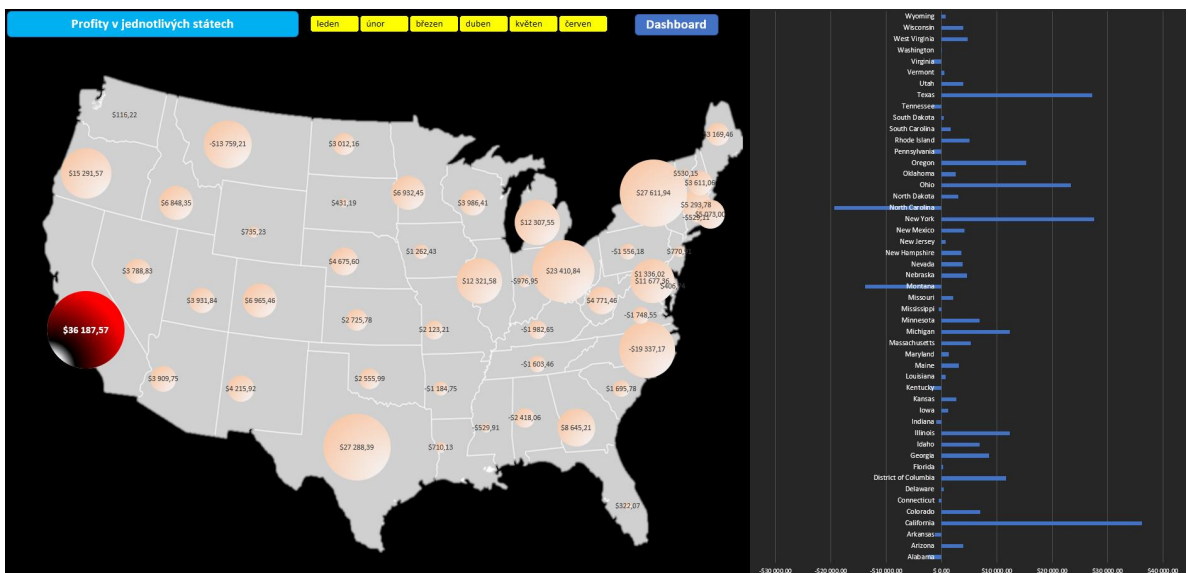 Profity v jednotlivých státech
leden
únor
březen
duben
květen
červen
Dashboard
$116,22
-$13 759,21
$3 012,16
$3 169,46
$15 291,57
$6 848,35
$431,19
$6 932,45
$3 986,41
$12 307,55
$27 611,94
$530,15
$3 611,06
$5 293,78
$5 073,00
-$529,11
$735,23
$3 788,83
$4 675,60
$1 262,43
$12 321,58
-$976,95
$23 410,84
-$1 556,18
$1 336,02
$11 677,36
$3 931,84
$6 965,46
$4 771,46
-$1 748,55
$36 187,57
$2 725,78
$2 123,21
-$1 982,65
-$19 337,17
-$1 603,46
$3 909,75
$4 215,92
$2 555,99
-$1 184,75
$1 695,78
-$529,91
-$2 418,06
$8 645,21
$27 288,39
$710,13
$322,07
Wyoming
Wisconsin
West Virginia
Washington
Virginia
Vermont
Utah
Texas
Tennessee
South Dakota
South Carolina
Rhode Island
Pennsylvania
Oregon
Oklahoma
Ohio
North Dakota
North Carolina
New York
New Mexico
New Jersey
New Hampshire
Nevada
Nebraska
Montana
Missouri
Mississippi
Minnesota
Michigan
Massachusetts
Maryland
Maine
Louisiana
Kentucky
Kansas
Iowa
Indiana
Illinois
Idaho
Georgia
Florida
District of Columbia
Delaware
Connecticut
Colorado
California
Arkansas
Arizona
Alabama
-$30 000,00 -$20 000,00 -$10 000,00 $ 0,00 $10 000,00 $20 000,00 $30 000,00 $40 000,00